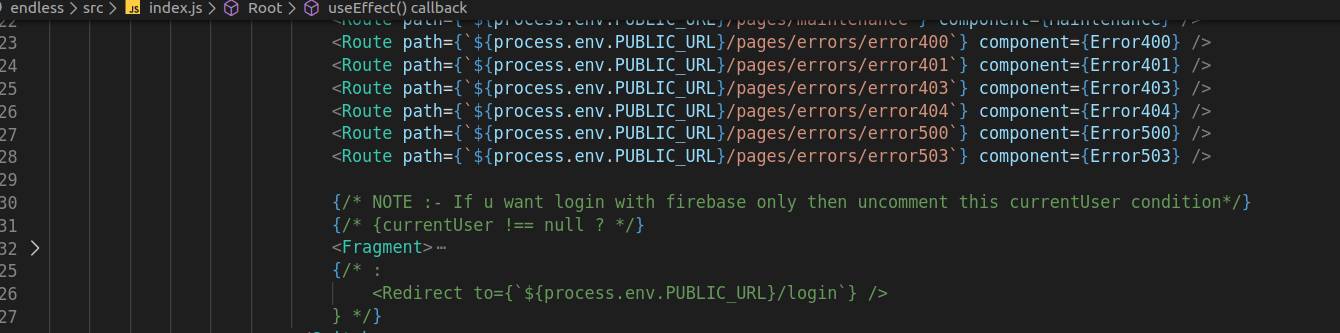 endless > src > JS index.js > Root > useEffect() callback
22 <Route path={`${process.env.PUBLIC_URL}/pages/maintenance`} component={Maintenance} />
23 <Route path={`${process.env.PUBLIC_URL}/pages/errors/error400`} component={Error400} />
24 <Route path={`${process.env.PUBLIC_URL}/pages/errors/error401`} component={Error401} />
25 <Route path={`${process.env.PUBLIC_URL}/pages/errors/error403`} component={Error403} />
26 <Route path={`${process.env.PUBLIC_URL}/pages/errors/error404`} component={Error404} />
27 <Route path={`${process.env.PUBLIC_URL}/pages/errors/error500`} component={Error500} />
28 <Route path={`${process.env.PUBLIC_URL}/pages/errors/error503`} component={Error503} />
29
30 {/* NOTE :- If u want login with firebase only then uncomment this currentUser condition*/}
31 {/* {currentUser !== null ? */}
32 <Fragment>⋯
25 {/* :
26 <Redirect to={`${process.env.PUBLIC_URL}/login`} />
27 } */}